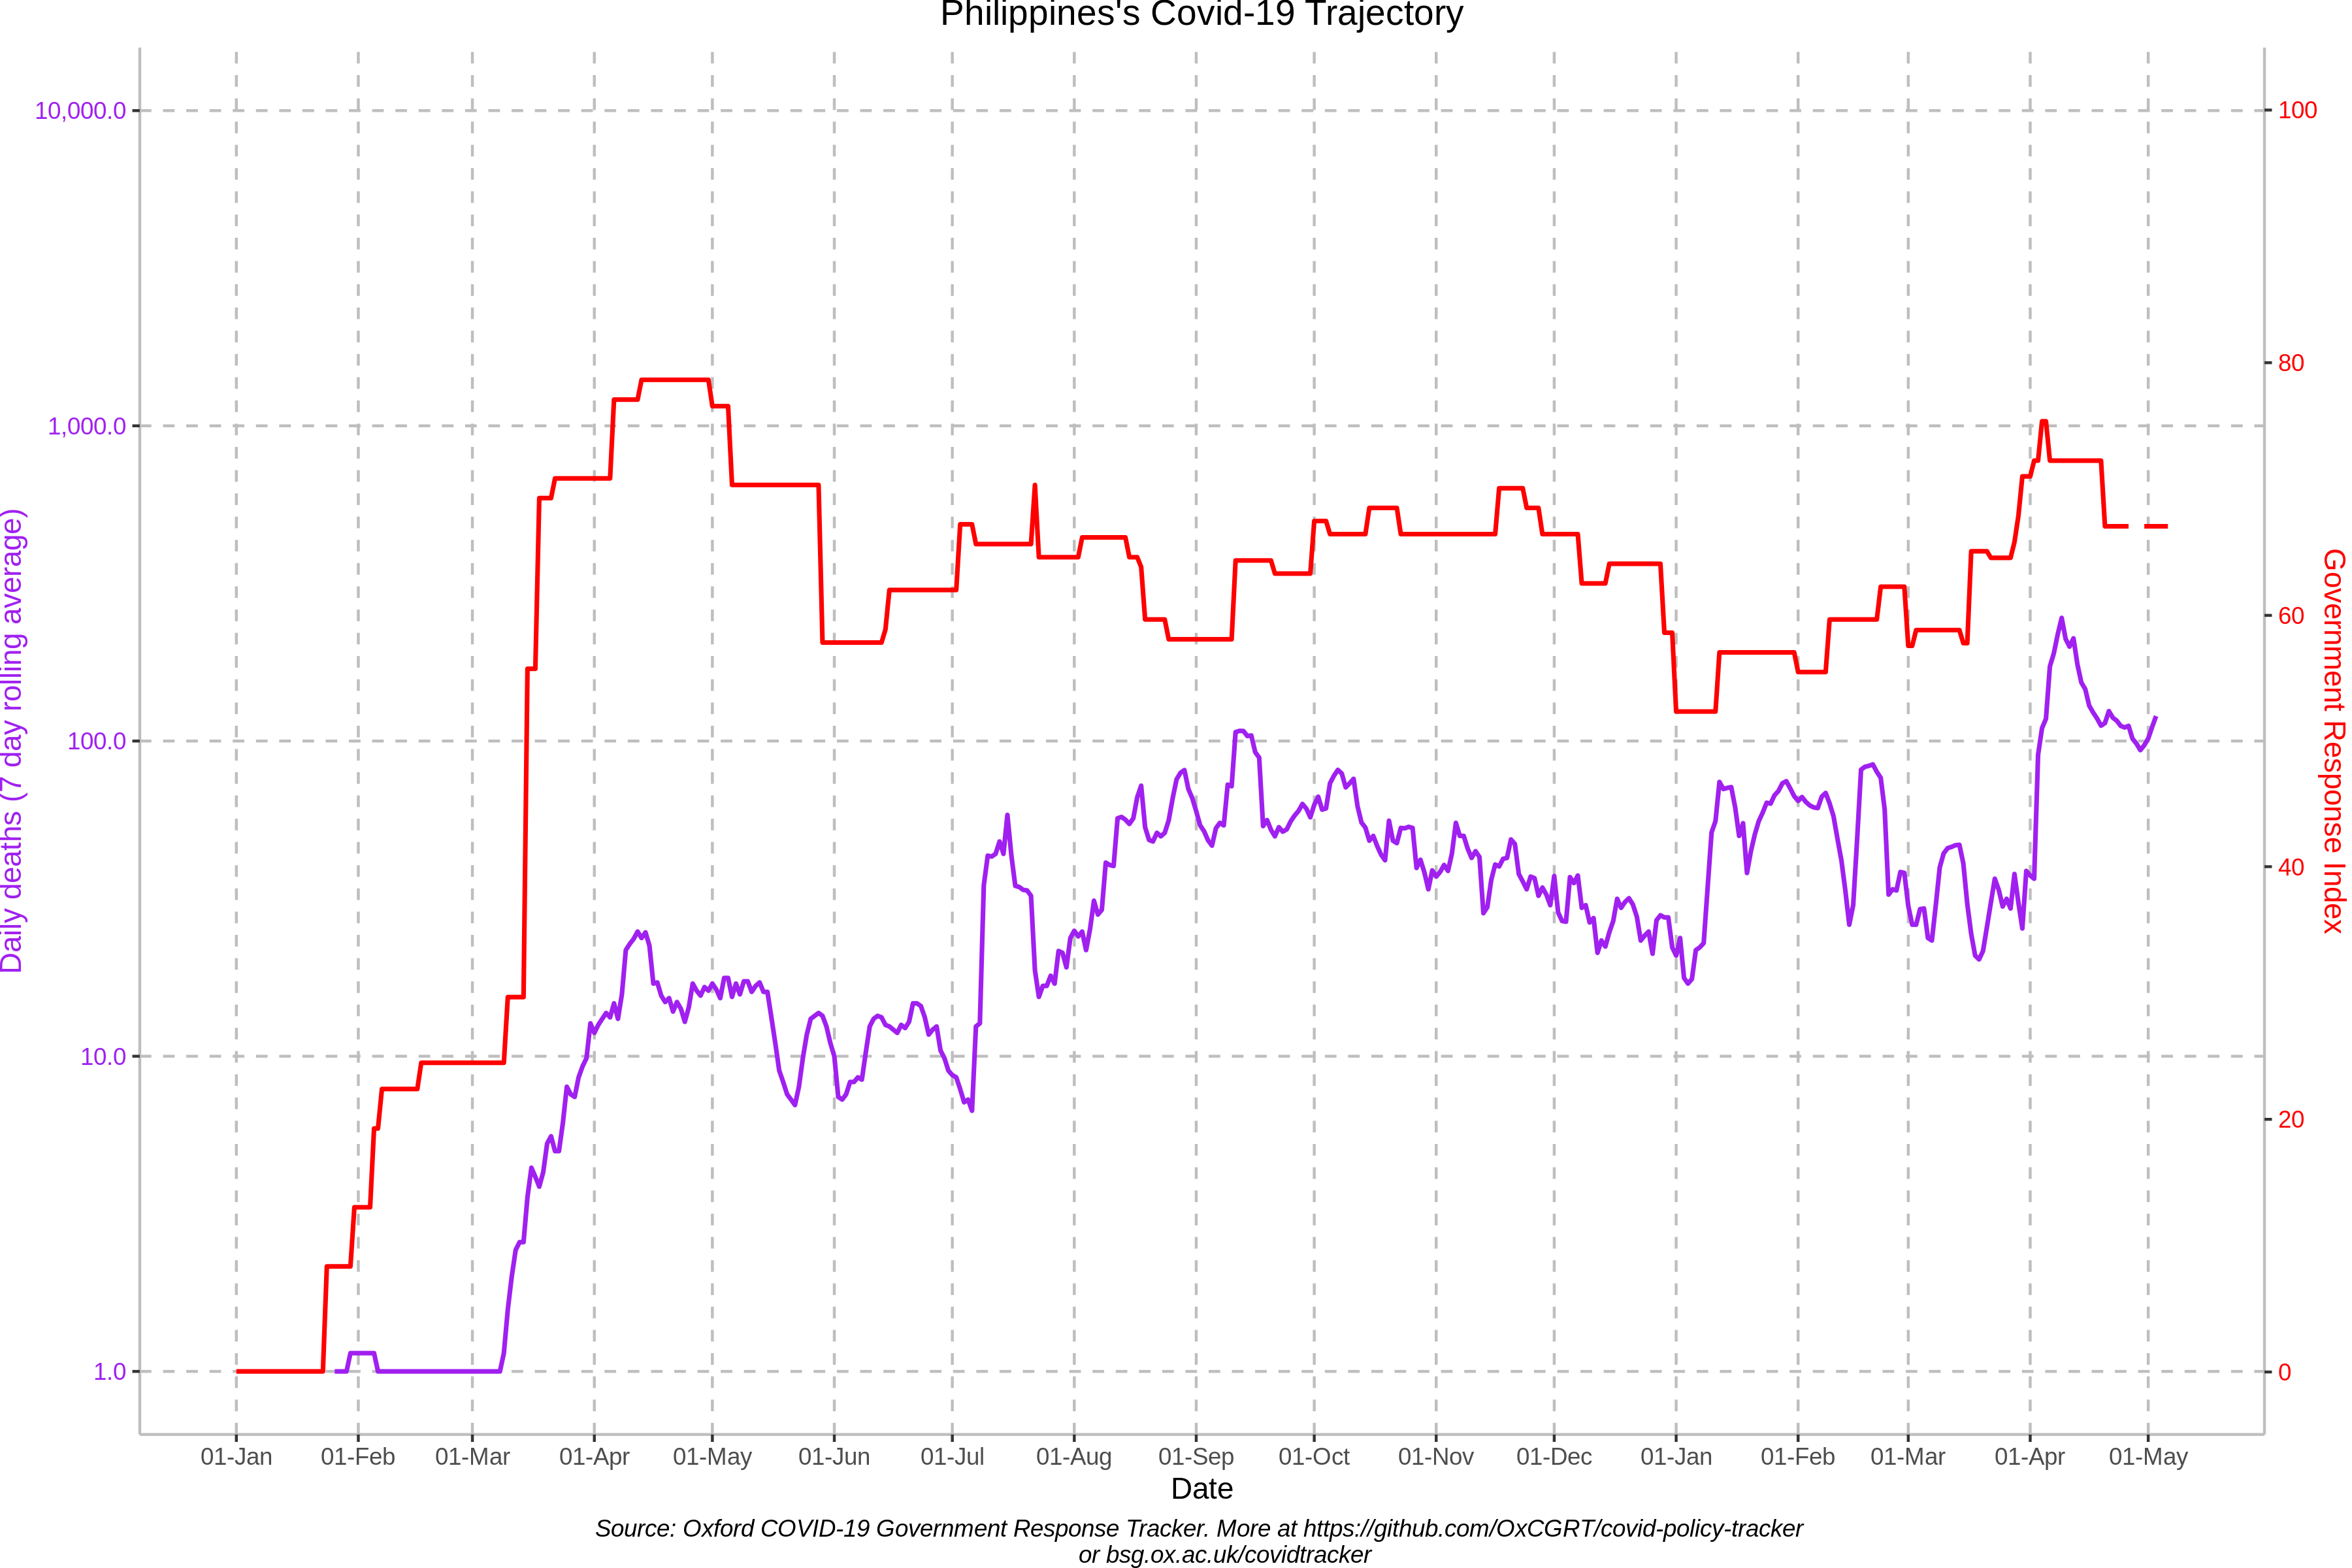 Philippines's Covid-19 Trajectory
10,000.0
1,000.0
100.0
10.0
1.0
Daily deaths (7 day rolling average)
100
80
60
40
20
0
Government Response Index
01-Jan 01-Feb 01-Mar 01-Apr 01-May 01-Jun 01-Jul 01-Aug 01-Sep 01-Oct 01-Nov 01-Dec 01-Jan 01-Feb 01-Mar 01-Apr 01-May
Date
Source: Oxford COVID-19 Government Response Tracker. More at https://github.com/OxCGRT/covid-policy-tracker
or bsg.ox.ac.uk/covidtracker